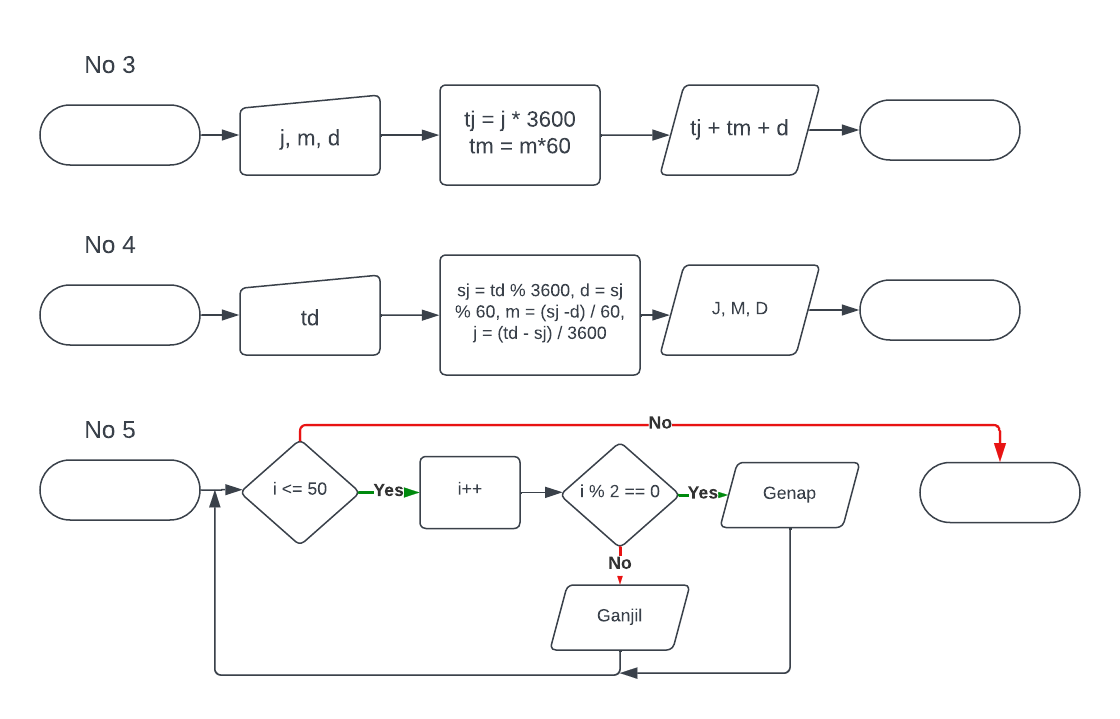 No 3
j, m, d
tj = j * 3600
tm = m*60
tj + tm + d
No 4
td
sj = td % 3600, d = sj
% 60, m = (sj -d) / 60,
j = (td - sj) / 3600
J, M, D
No 5
No
i <= 50
Yes
i++
i % 2 == 0
Yes
Genap
No
Ganjil